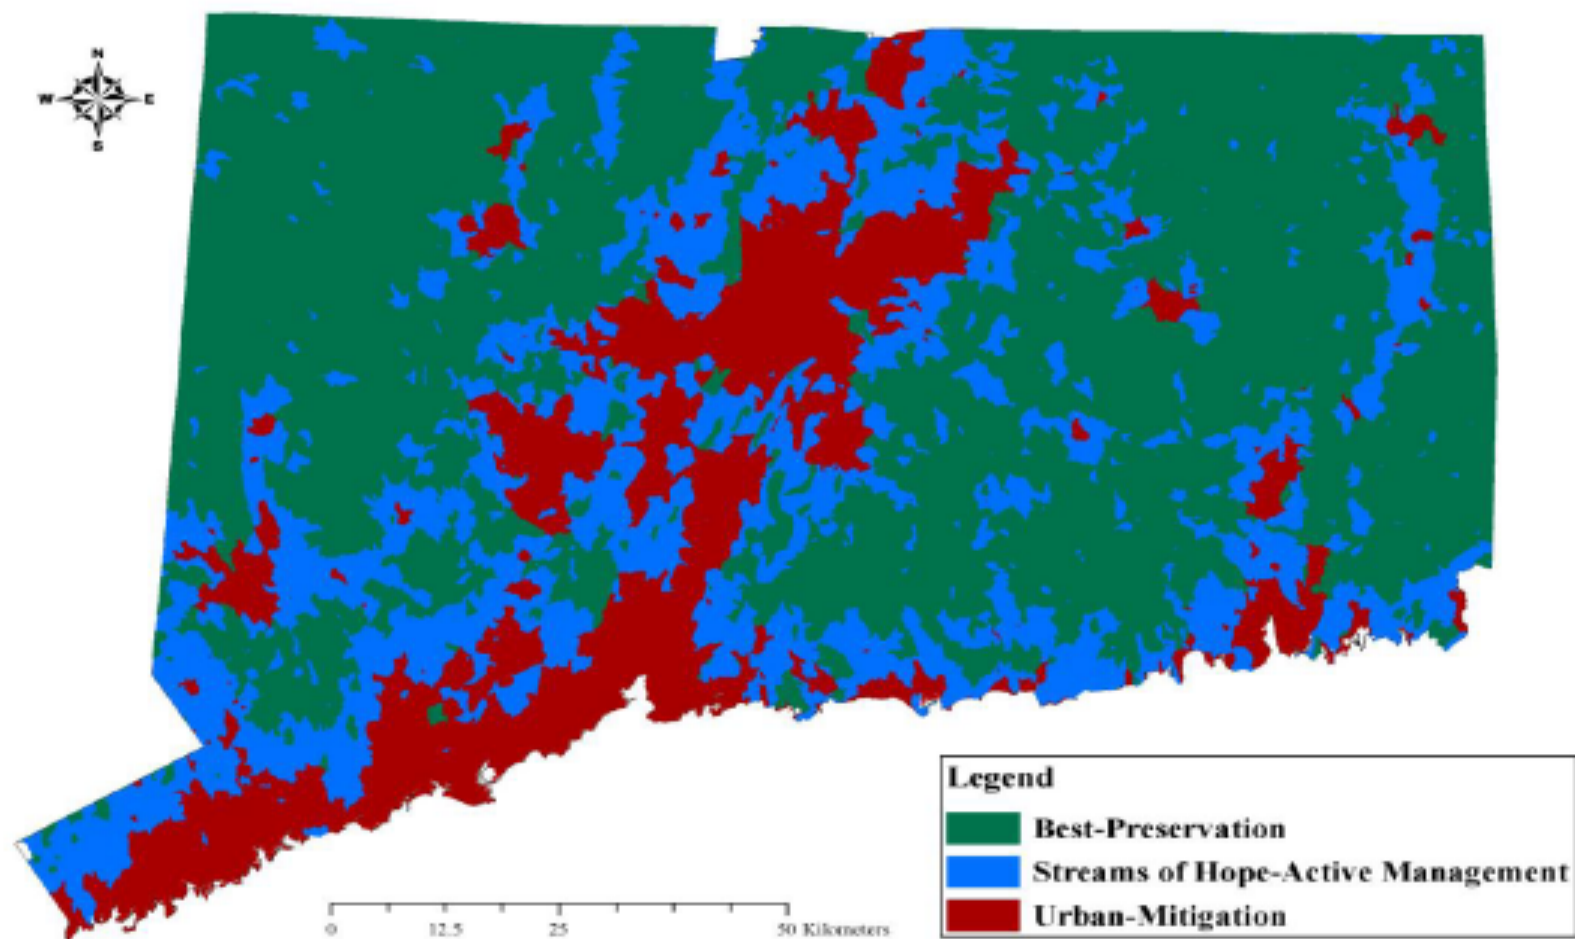 N
W E
S
Legend
Best-Preservation
Streams of Hope-Active Management
Urban-Mitigation
0 12.5 25 50 Kilometers